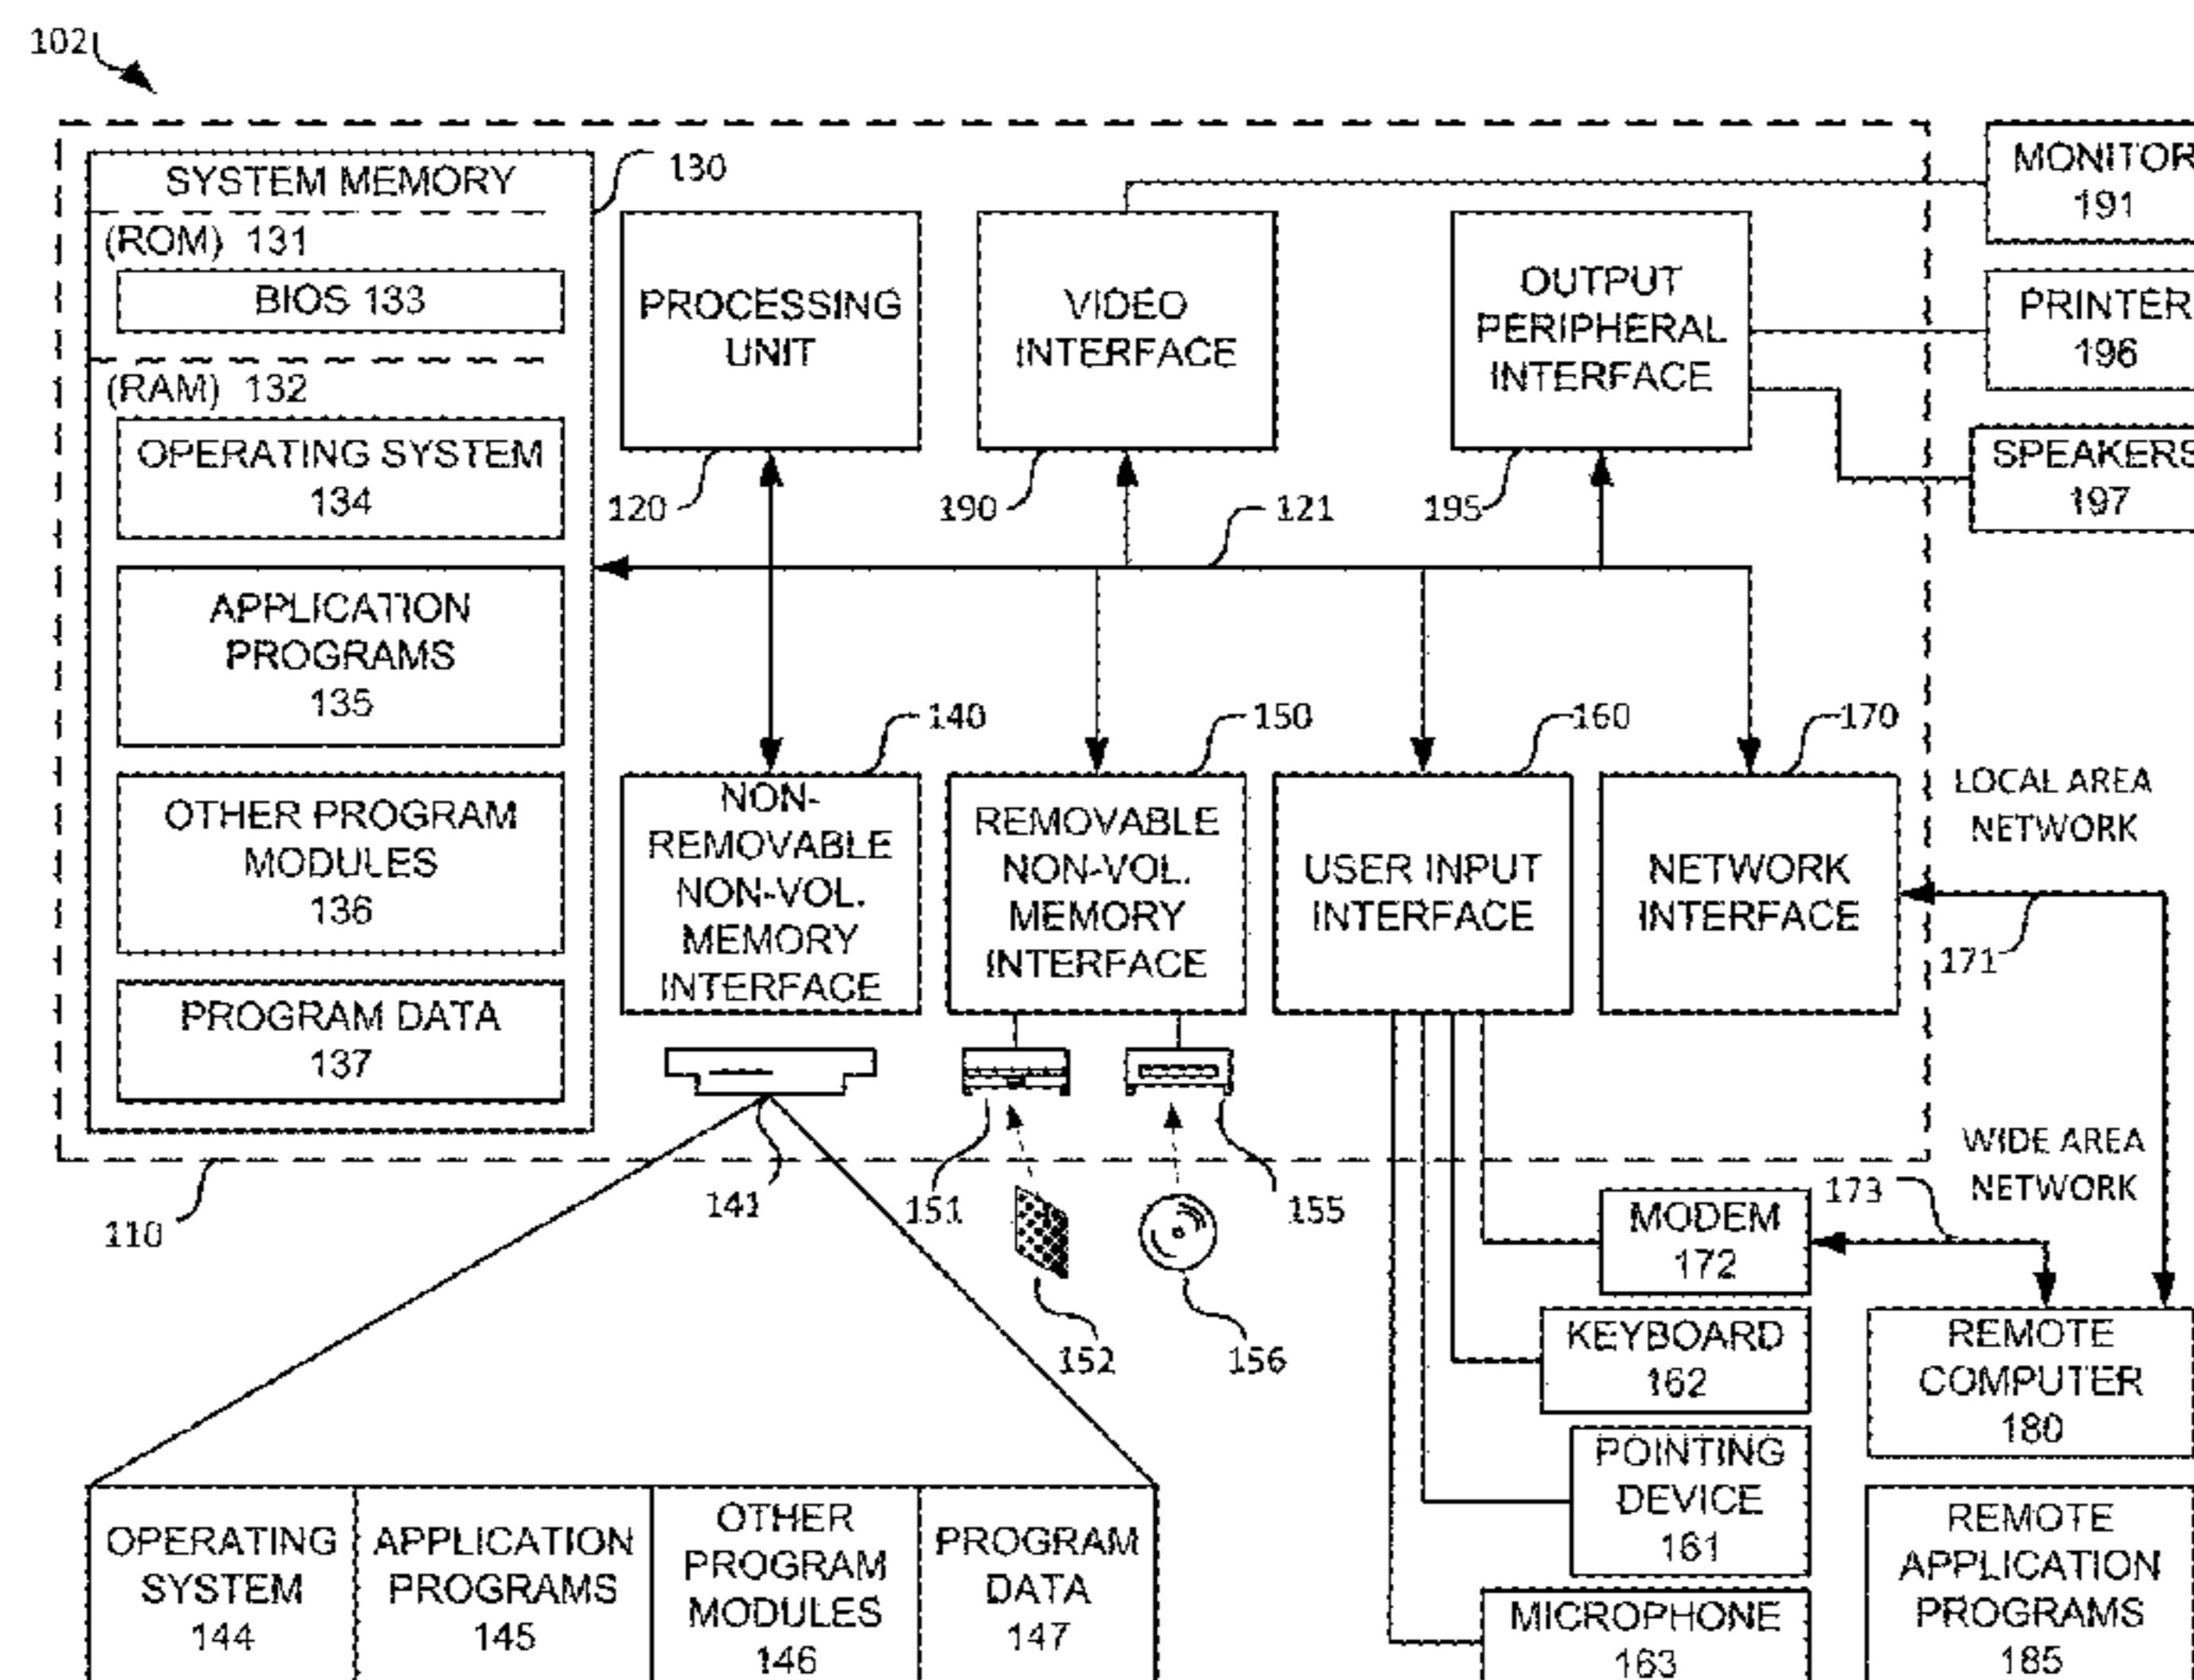 102
SYSTEM MEMORY
130
(ROM) 131
BIOS 133
(RAM) 132
OPERATING SYSTEM
134
APPLICATION
PROGRAMS
135
OTHER PROGRAM
MODULES
136
PROGRAM DATA
137
PROCESSING
UNIT
120
VIDEO
INTERFACE
190
121
OUTPUT
PERIPHERAL
INTERFACE
195
MONITOR
191
PRINTER
196
SPEAKERS
197
140
NON-
REMOVABLE
NON-VOL.
MEMORY
INTERFACE
150
REMOVABLE
NON-VOL.
MEMORY
INTERFACE
160
USER INPUT
INTERFACE
170
NETWORK
INTERFACE
LOCAL AREA
NETWORK
171
110
141
151
152
155
156
WIDE AREA
NETWORK
173
MODEM
172
KEYBOARD
162
POINTING
DEVICE
161
MICROPHONE
163
REMOTE
COMPUTER
180
REMOTE
APPLICATION
PROGRAMS
185
OPERATING
SYSTEM
144
APPLICATION
PROGRAMS
145
OTHER
PROGRAM
MODULES
146
PROGRAM
DATA
147